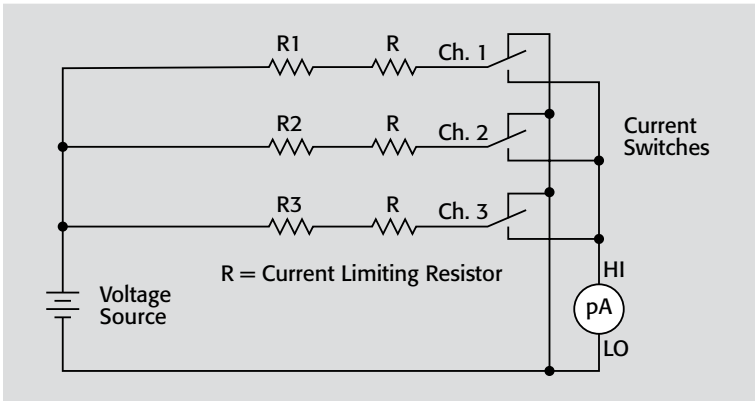 R1 R Ch. 1
R2 R Ch. 2
Current
Switches
R3 R Ch. 3
R = Current Limiting Resistor
HI
Voltage
Source
pA
LO